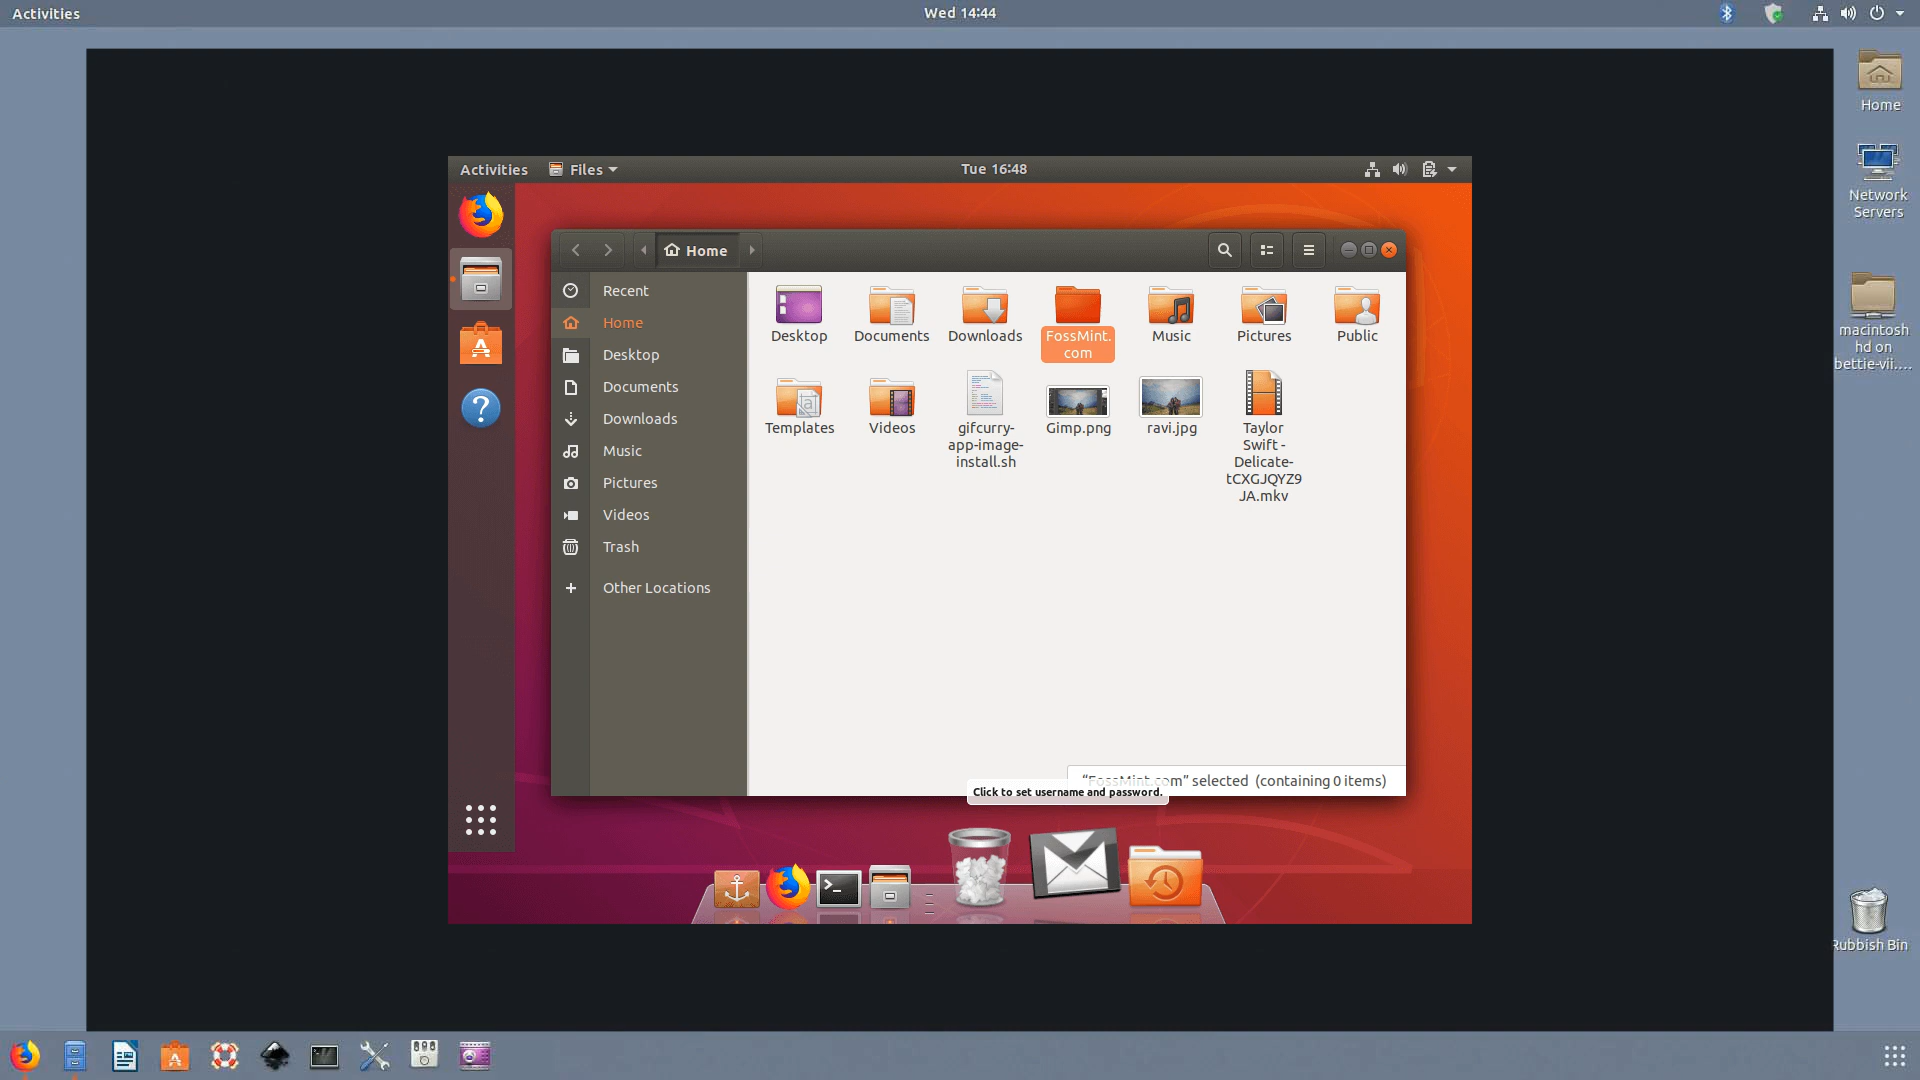 Activities
Wed 14:44
Home
Network
Servers
macintosh
hd on
bettie-vii....
Rubbish Bin
Activities
Files
Tue 16:48
Home
Recent
Home
Desktop
Documents
Downloads
Music
Pictures
Videos
Trash
Other Locations
Desktop
Documents
Downloads
FossMint.
com
Music
Pictures
Public
Templates
Videos
gifcurry-
app-image-
install.sh
Gimp.png
ravi.jpg
Taylor
Swift -
Delicate-
tCXGJQYZ9
JA.mkv
“FossMint.com” selected (containing 0 items)
Click to set username and password.